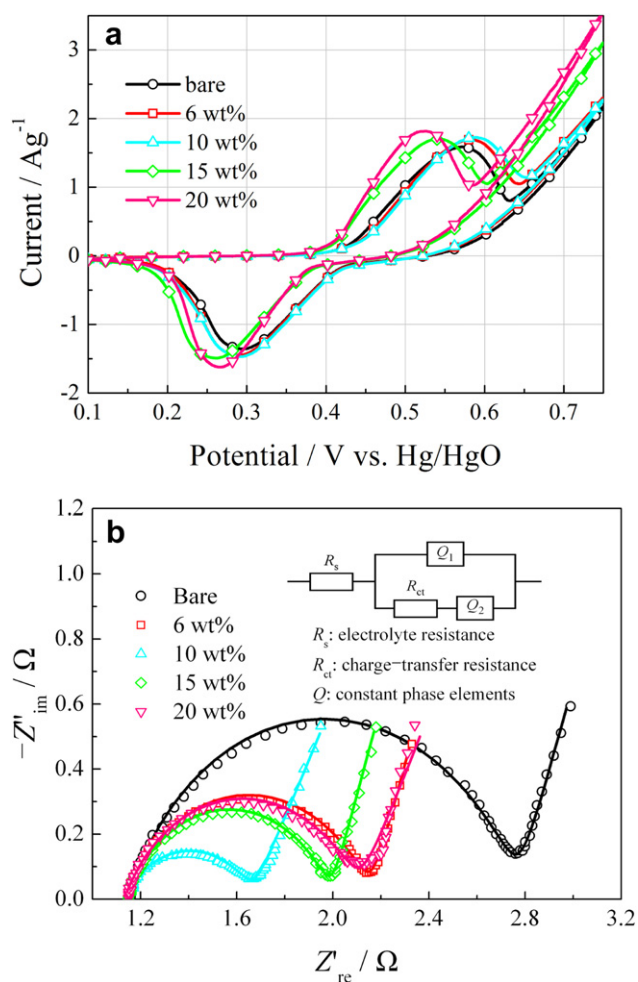 a
3
2
1
0
-1
-2
Current / Ag⁻¹
bare
6 wt%
10 wt%
15 wt%
20 wt%
0.1 0.2 0.3 0.4 0.5 0.6 0.7
Potential / V vs. Hg/HgO
b
1.2
1.0
0.8
0.6
0.4
0.2
0.0
−Z″im / Ω
Bare
6 wt%
10 wt%
15 wt%
20 wt%
Rs
Q1
Rct
Q2
Rs: electrolyte resistance
Rct: charge−transfer resistance
Q: constant phase elements
1.2 1.6 2.0 2.4 2.8 3.2
Z′re / Ω